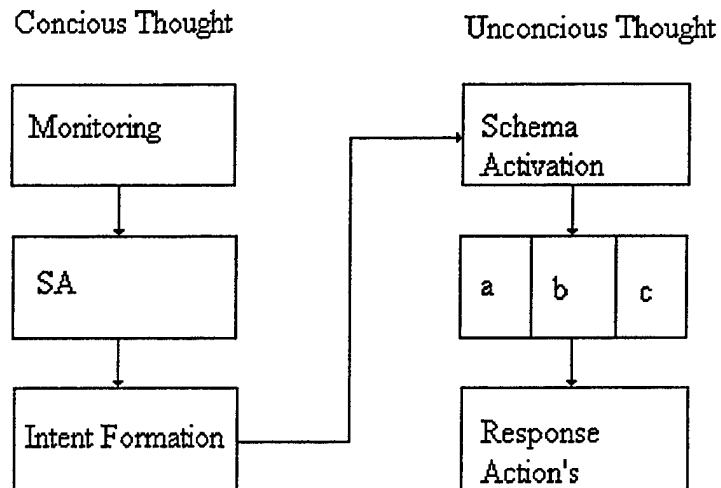 Concious Thought
Monitoring
SA
Intent Formation
Unconcious Thought
Schema
Activation
a b c
Response
Action's